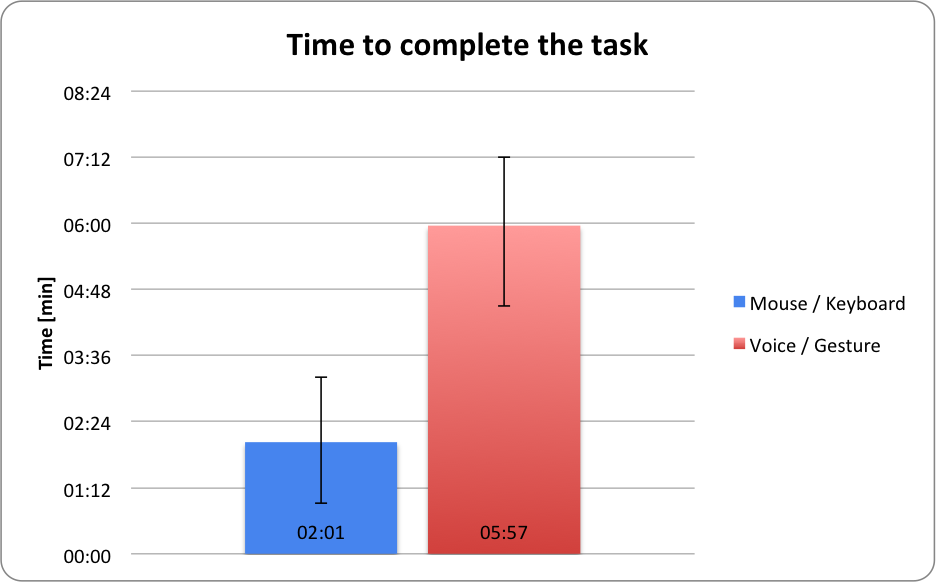 Time to complete the task
08:24
07:12
06:00
04:48
03:36
02:24
01:12
00:00
Time [min]
02:01
05:57
Mouse / Keyboard
Voice / Gesture